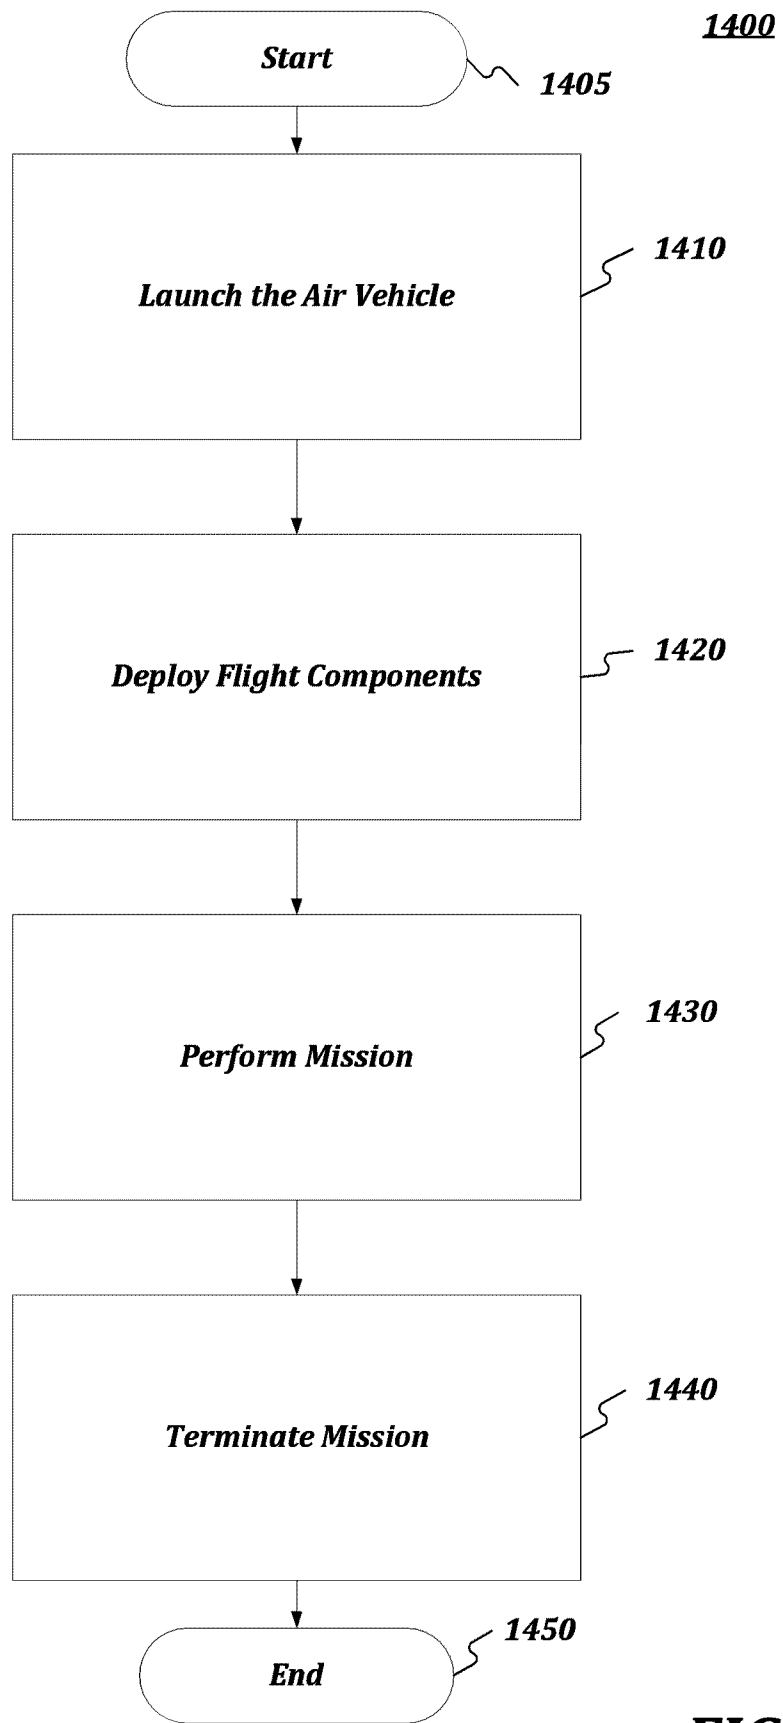 1400
Start
1405
1410
Launch the Air Vehicle
1420
Deploy Flight Components
1430
Perform Mission
1440
Terminate Mission
1450
End